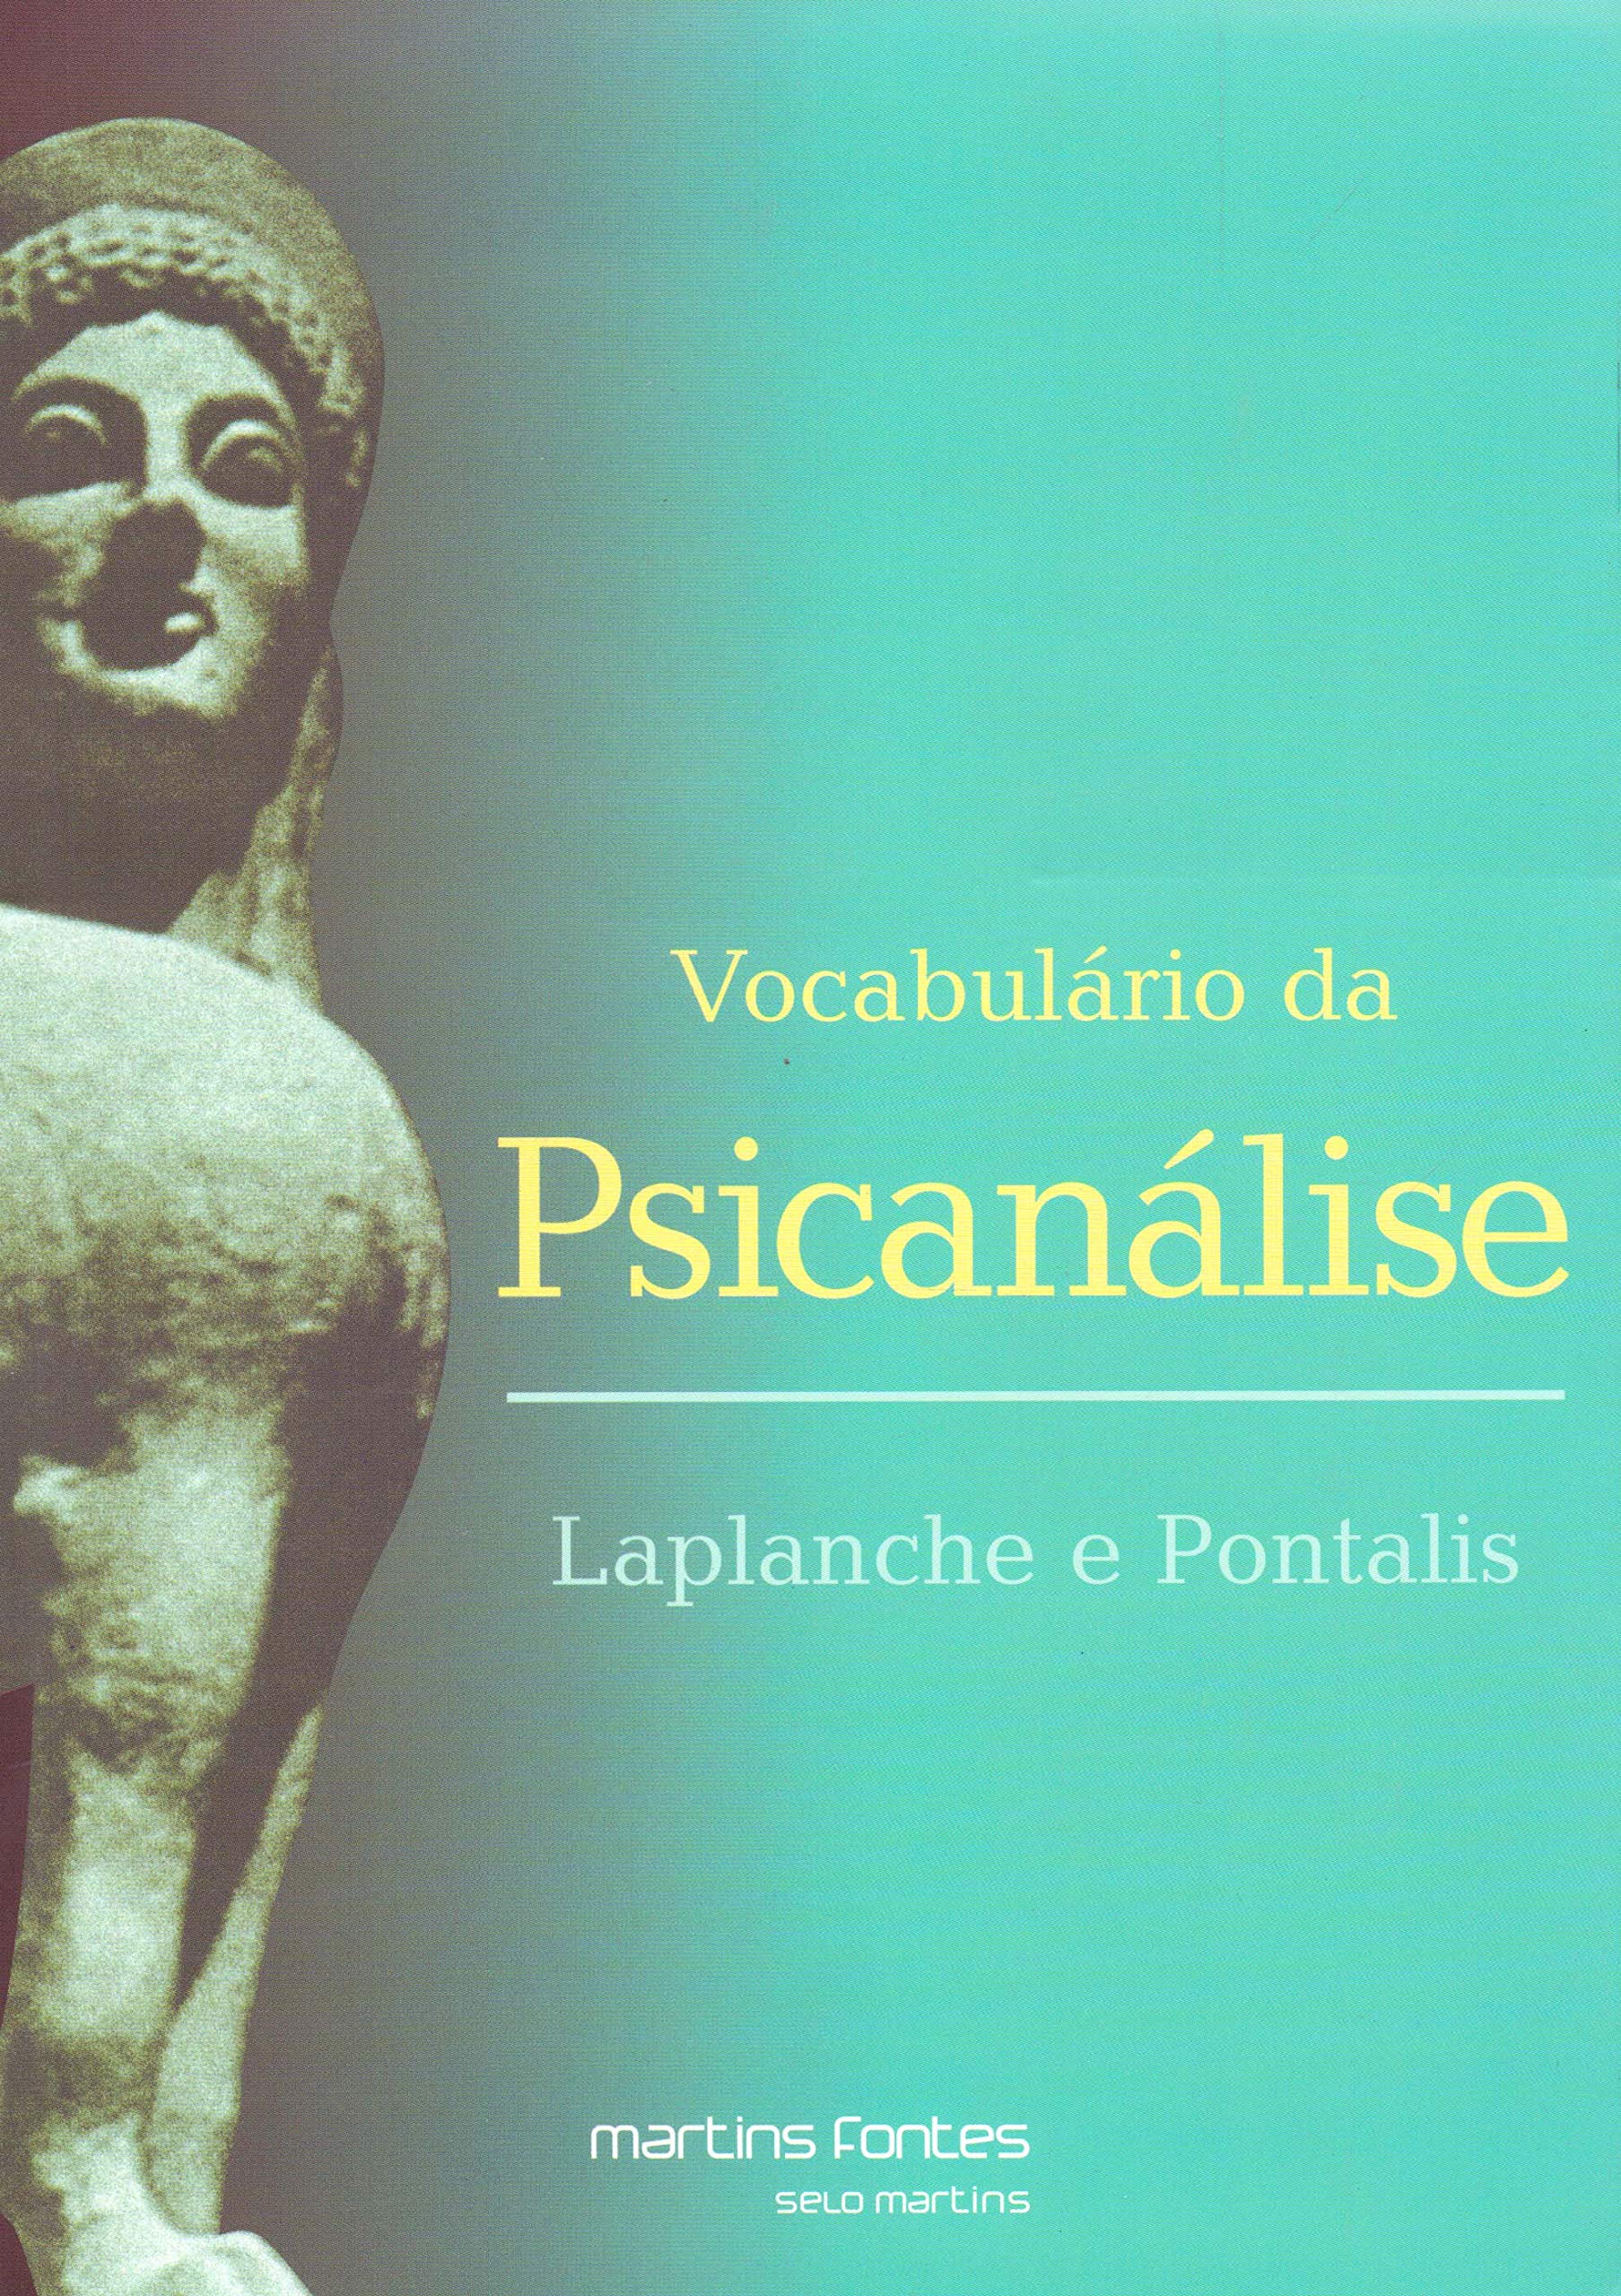 Vocabulário da
Psicanálise
Laplanche e Pontalis
martins fontes
selo martins